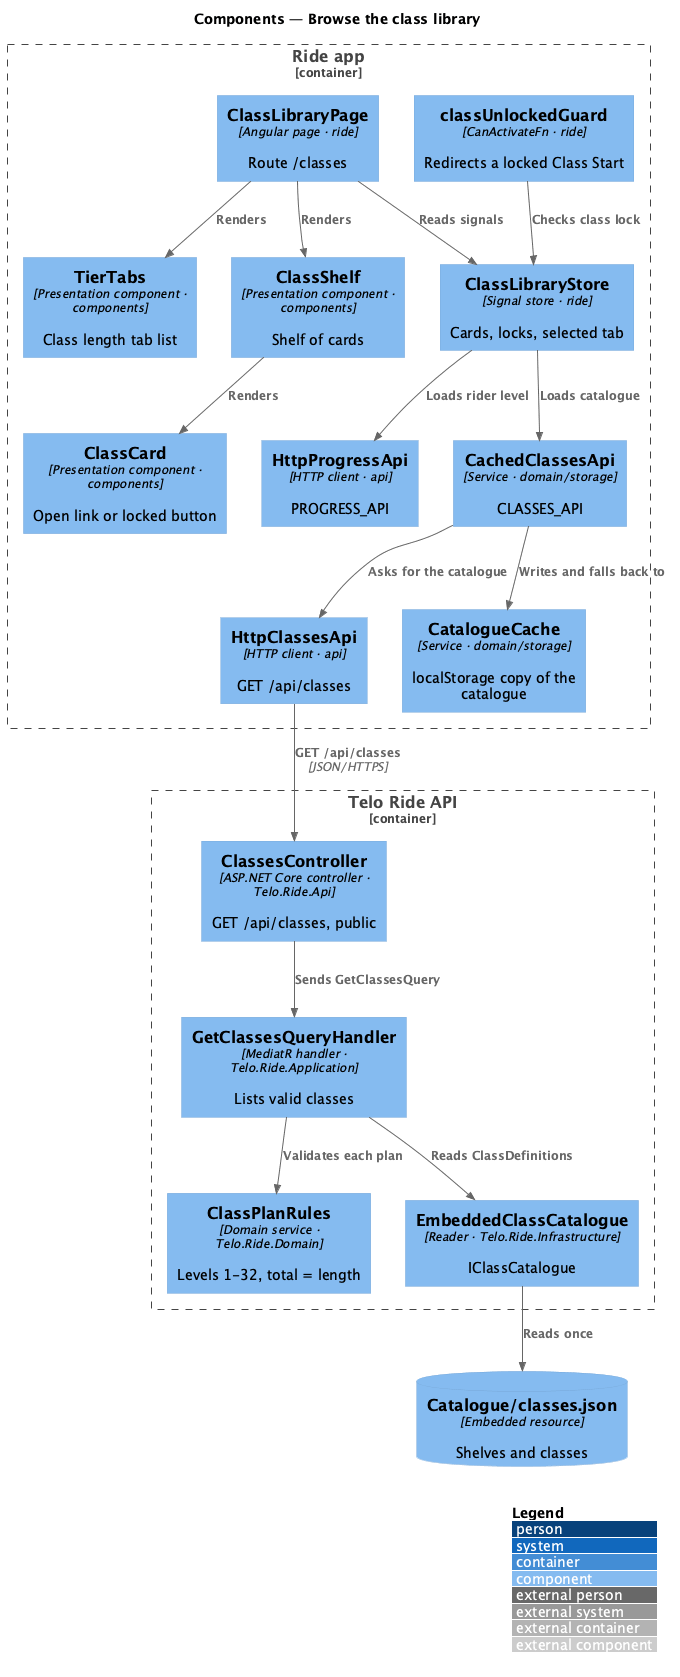 Components — Browse the class library
Ride app
[container]
ClassLibraryPage
[Angular page · ride]
Route /classes
classUnlockedGuard
[CanActivateFn · ride]
Redirects a locked Class Start
Renders
Renders
Reads signals
Checks class lock
TierTabs
[Presentation component ·
components]
Class length tab list
ClassShelf
[Presentation component ·
components]
Shelf of cards
ClassLibraryStore
[Signal store · ride]
Cards, locks, selected tab
Renders
Loads rider level
Loads catalogue
ClassCard
[Presentation component ·
components]
Open link or locked button
HttpProgressApi
[HTTP client · api]
PROGRESS_API
CachedClassesApi
[Service · domain/storage]
CLASSES_API
Asks for the catalogue
Writes and falls back to
HttpClassesApi
[HTTP client · api]
GET /api/classes
CatalogueCache
[Service · domain/storage]
localStorage copy of the
catalogue
GET /api/classes
[JSON/HTTPS]
Telo Ride API
[container]
ClassesController
[ASP.NET Core controller ·
Telo.Ride.Api]
GET /api/classes, public
Sends GetClassesQuery
GetClassesQueryHandler
[MediatR handler ·
Telo.Ride.Application]
Lists valid classes
Validates each plan
Reads ClassDefinitions
ClassPlanRules
[Domain service ·
Telo.Ride.Domain]
Levels 1–32, total = length
EmbeddedClassCatalogue
[Reader · Telo.Ride.Infrastructure]
IClassCatalogue
Reads once
Catalogue/classes.json
[Embedded resource]
Shelves and classes
Legend
person
system
container
component
external person
external system
external container
external component